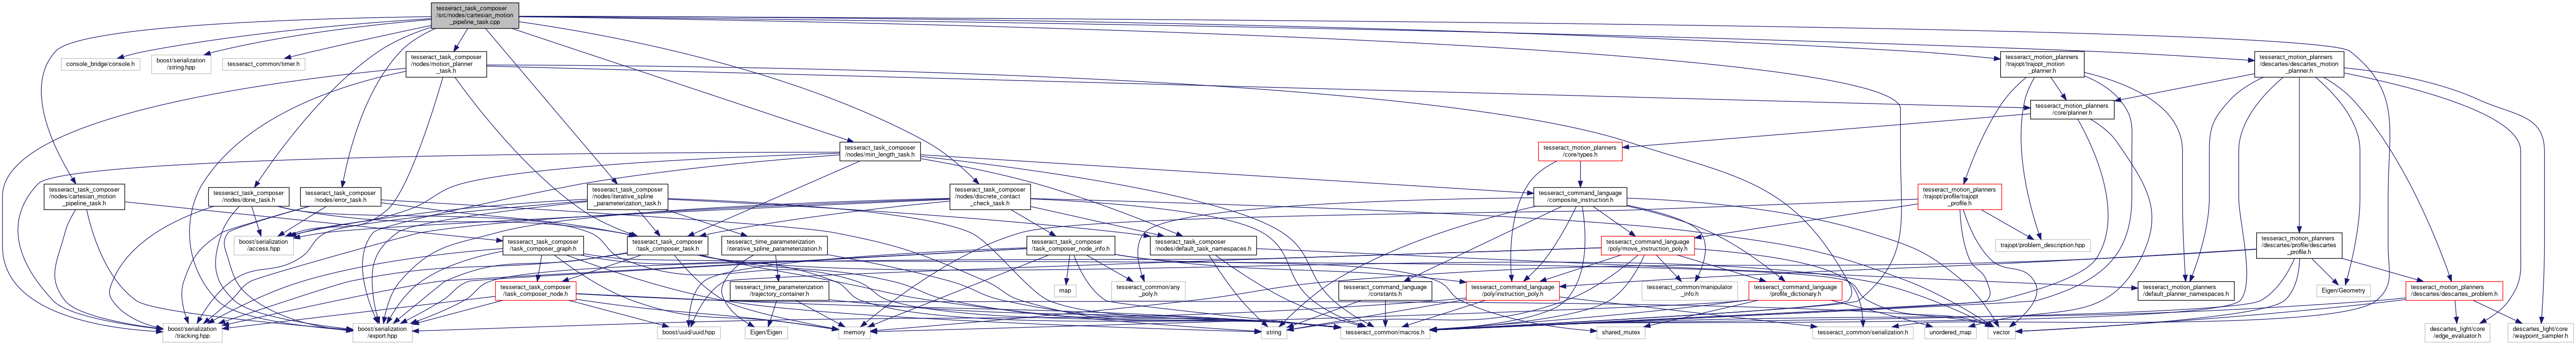 tesseract_task_composer
/src/nodes/cartesian_motion
_pipeline_task.cpp
console_bridge/console.h
boost/serialization
/string.hpp
tesseract_common/timer.h
tesseract_task_composer
/nodes/motion_planner
_task.h
tesseract_motion_planners
/trajopt/trajopt_motion
_planner.h
tesseract_motion_planners
/descartes/descartes_motion
_planner.h
tesseract_motion_planners
/core/planner.h
tesseract_task_composer
/nodes/min_length_task.h
tesseract_motion_planners
/core/types.h
tesseract_task_composer
/nodes/cartesian_motion
_pipeline_task.h
tesseract_task_composer
/nodes/done_task.h
tesseract_task_composer
/nodes/error_task.h
tesseract_task_composer
/nodes/iterative_spline
_parameterization_task.h
tesseract_task_composer
/nodes/discrete_contact
_check_task.h
tesseract_command_language
/composite_instruction.h
tesseract_motion_planners
/trajopt/profile/trajopt
_profile.h
boost/serialization
/access.hpp
tesseract_task_composer
/task_composer_graph.h
tesseract_task_composer
/task_composer_task.h
tesseract_time_parameterization
/iterative_spline_parameterization.h
tesseract_task_composer
/task_composer_node_info.h
tesseract_task_composer
/nodes/default_task_namespaces.h
tesseract_command_language
/poly/move_instruction_poly.h
trajopt/problem_description.hpp
tesseract_motion_planners
/descartes/profile/descartes
_profile.h
tesseract_task_composer
/task_composer_node.h
tesseract_time_parameterization
/trajectory_container.h
map
tesseract_common/any
_poly.h
tesseract_command_language
/constants.h
tesseract_command_language
/poly/instruction_poly.h
tesseract_common/manipulator
_info.h
tesseract_command_language
/profile_dictionary.h
tesseract_motion_planners
/default_planner_namespaces.h
Eigen/Geometry
tesseract_motion_planners
/descartes/descartes_problem.h
boost/serialization
/tracking.hpp
boost/serialization
/export.hpp
boost/uuid/uuid.hpp
Eigen/Eigen
memory
string
tesseract_common/macros.h
shared_mutex
tesseract_common/serialization.h
unordered_map
vector
descartes_light/core
/edge_evaluator.h
descartes_light/core
/waypoint_sampler.h